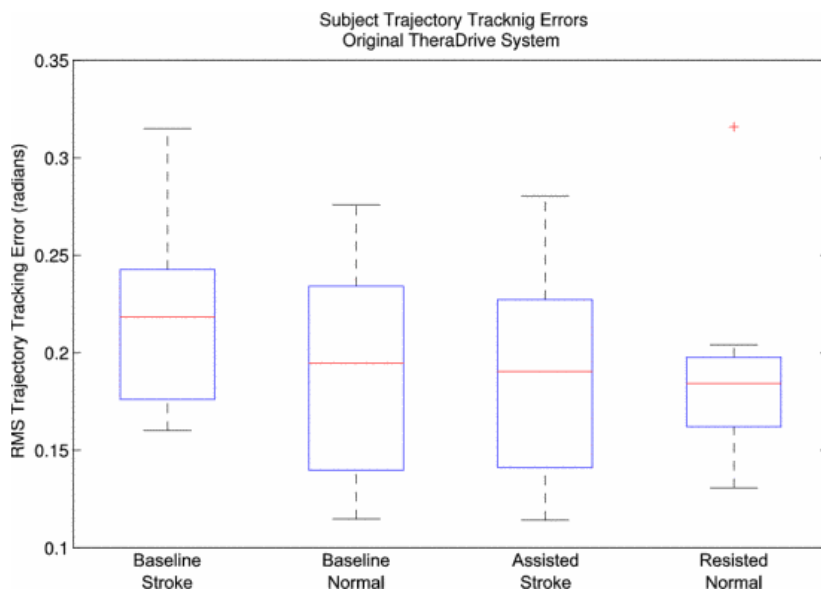 Subject Trajectory Tracknig Errors
Original TheraDrive System
RMS Trajectory Tracking Error (radians)
0.35
0.3
0.25
0.2
0.15
0.1
Baseline
Stroke
Baseline
Normal
Assisted
Stroke
Resisted
Normal